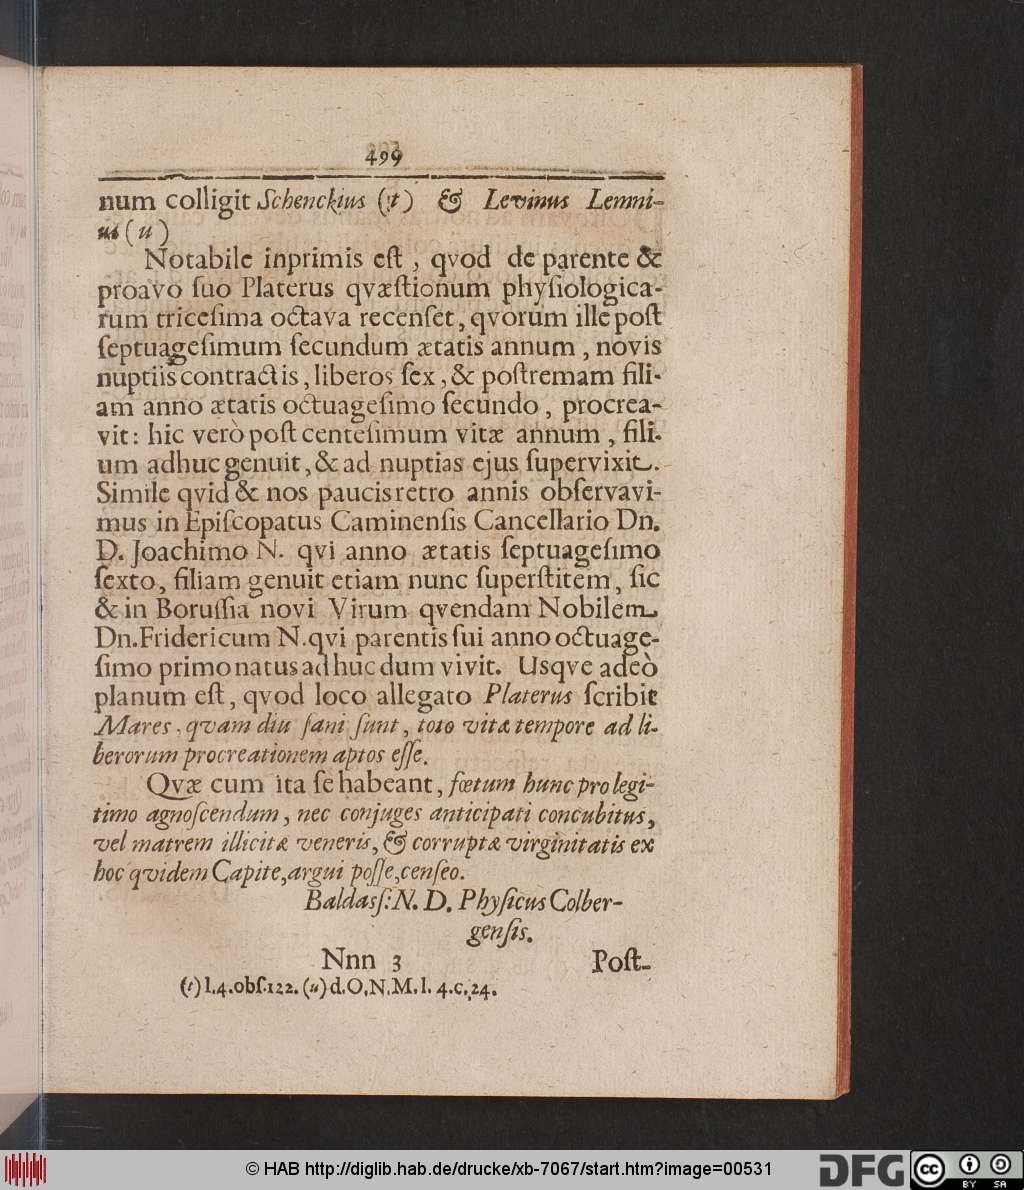 499
num colligit Schenckius (t) & Levinus Lemni-
us (u)
Notabile inprimis eſt, qvod de parente &
proavo ſuo Platerus qvæſtionum phyſiologica-
rum triceſima octava recenſet, qvorum ille poſt
ſeptuageſimum ſecundum ætatis annum, novis
nuptiis contractis, liberos ſex, & poſtremam fili-
am anno ætatis octuageſimo ſecundo, procrea-
vit: hic verò poſt centeſimum vitæ annum, fili-
um adhuc genuit, & ad nuptias ejus ſupervixit.
Simile qvid & nos paucis retro annis obſervavi-
mus in Epiſcopatus Caminenſis Cancellario Dn.
D. Joachimo N. qvi anno ætatis ſeptuageſimo
ſexto, filiam genuit etiam nunc ſuperſtitem, ſic
& in Boruſſia novi Virum qvendam Nobilem
Dn. Fridericum N. qvi parentis ſui anno octuage-
ſimo primo natus ad huc dum vivit. Usqve adeò
planum eſt, qvod loco allegato Platerus ſcribit
Mares, qvam diu ſani ſunt, toto vitæ tempore ad li-
berorum procreationem aptos eſſe.
Qvæ cum ita ſe habeant, fœtum hunc pro legi-
timo agnoſcendum, nec conjuges anticipati concubitus,
vel matrem illicitæ veneris, & corruptæ virginitatis ex
hoc qvidem Capite, argui poſſe, cenſeo.
Baldasſ: N. D. Phyſicus Colber-
genſis.
Nnn 3 Poſt-
(t) l. 4. obſ. 122. (u) d. O. N. M. l. 4. c. 24.
© HAB http://diglib.hab.de/drucke/xb-7067/start.htm?image=00531
DFG
cc BY SA